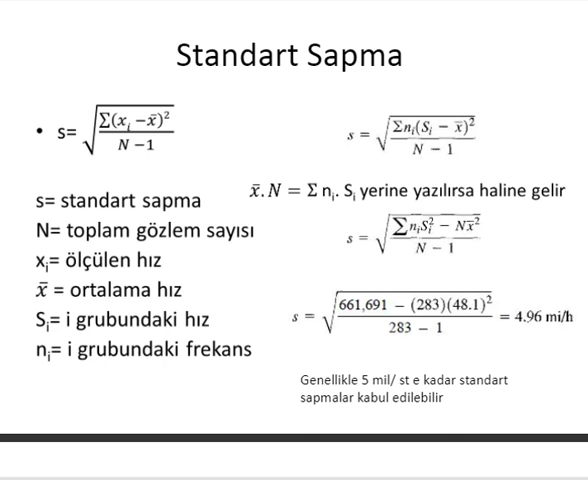 Standart Sapma
• s= √(Σ(xᵢ −x̄)² / N −1)
s= standart sapma
N= toplam gözlem sayısı
xᵢ= ölçülen hız
x̄ = ortalama hız
Sᵢ= i grubundaki hız
nᵢ= i grubundaki frekans
s = √(Σnᵢ(Sᵢ − x̄)² / N − 1)
x̄. N = Σ nᵢ. Sᵢ yerine yazılırsa haline gelir
s = √(∑nᵢSᵢ² − Nx̄² / N − 1)
s = √(661,691 − (283)(48.1)² / 283 − 1) = 4.96 mi/h
Genellikle 5 mil/ st e kadar standart
sapmalar kabul edilebilir